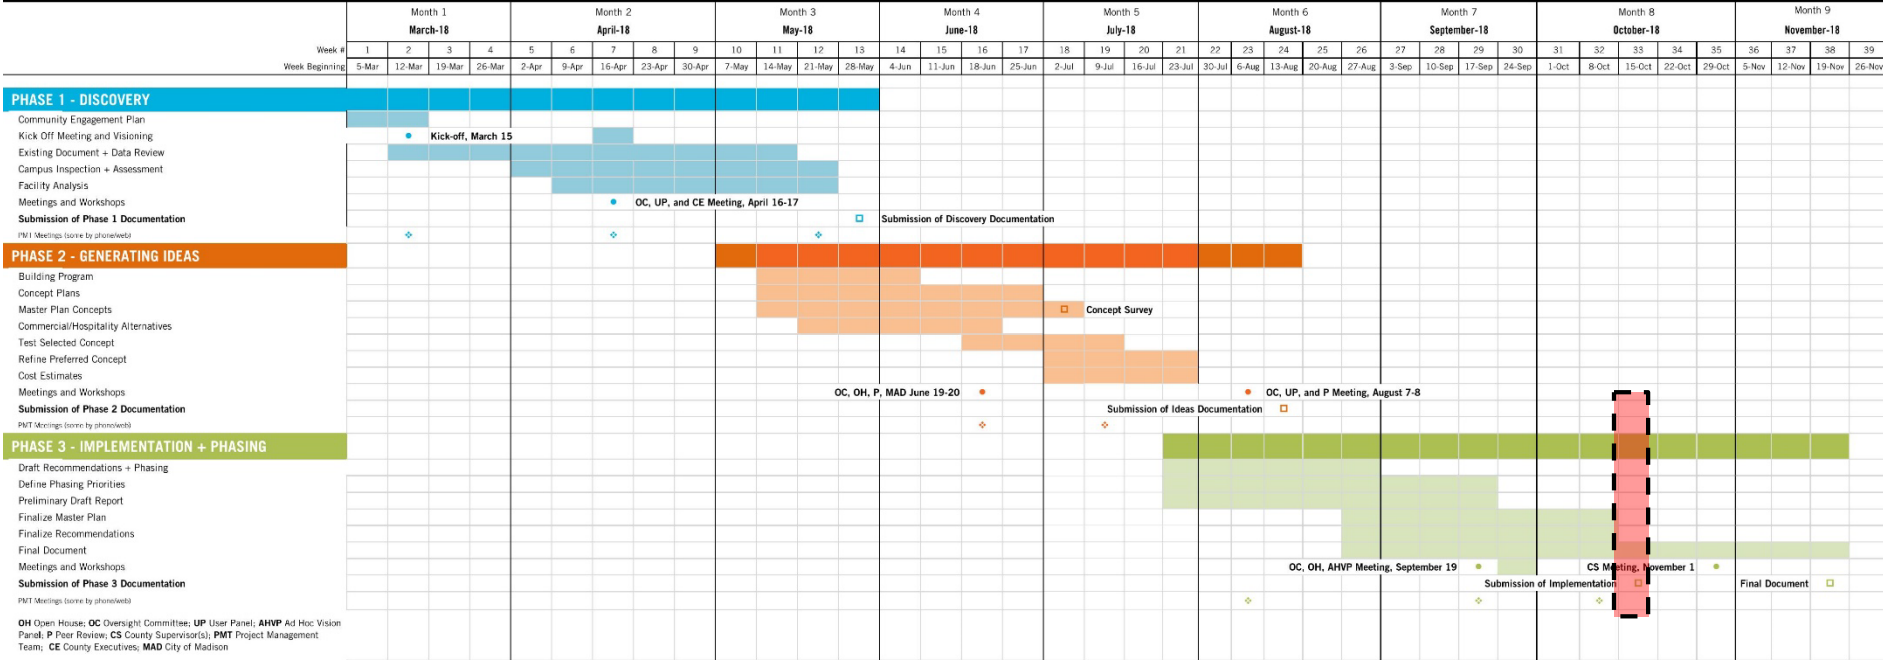 Month 1 Month 2 Month 3 Month 4 Month 5 Month 6 Month 7 Month 8 Month 9
March-18 April-18 May-18 June-18 July-18 August-18 September-18 October-18 November-18
Week # 1 2 3 4 5 6 7 8 9 10 11 12 13 14 15 16 17 18 19 20 21 22 23 24 25 26 27 28 29 30 31 32 33 34 35 36 37 38 39
Week Beginning 5-Mar 12-Mar 19-Mar 26-Mar 2-Apr 9-Apr 16-Apr 23-Apr 30-Apr 7-May 14-May 21-May 28-May 4-Jun 11-Jun 18-Jun 25-Jun 2-Jul 9-Jul 16-Jul 23-Jul 30-Jul 6-Aug 13-Aug 20-Aug 27-Aug 3-Sep 10-Sep 17-Sep 24-Sep 1-Oct 8-Oct 15-Oct 22-Oct 29-Oct 5-Nov 12-Nov 19-Nov 26-Nov
PHASE 1 - DISCOVERY
Community Engagement Plan
Kick Off Meeting and Visioning Kick-off, March 15
Existing Document + Data Review
Campus Inspection + Assessment
Facility Analysis
Meetings and Workshops OC, UP, and CE Meeting, April 16-17
Submission of Phase 1 Documentation Submission of Discovery Documentation
PMT Meetings (some by phone/web)
PHASE 2 - GENERATING IDEAS
Building Program
Concept Plans
Master Plan Concepts Concept Survey
Commercial/Hospitality Alternatives
Test Selected Concept
Refine Preferred Concept
Cost Estimates
Meetings and Workshops OC, OH, P, MAD June 19-20 OC, UP, and P Meeting, August 7-8
Submission of Phase 2 Documentation Submission of Ideas Documentation
PMT Meetings (some by phone/web)
PHASE 3 - IMPLEMENTATION + PHASING
Draft Recommendations + Phasing
Define Phasing Priorities
Preliminary Draft Report
Finalize Master Plan
Finalize Recommendations
Final Document
Meetings and Workshops OC, OH, AHVP Meeting, September 19 CS Meeting, November 1
Submission of Phase 3 Documentation Submission of Implementation Final Document
PMT Meetings (some by phone/web)
OH Open House; OC Oversight Committee; UP User Panel; AHVP Ad Hoc Vision
Panel; P Peer Review; CS County Supervisor(s); PMT Project Management
Team; CE County Executives; MAD City of Madison